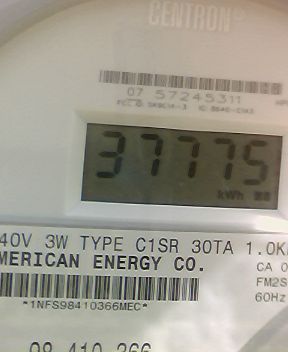 CENTRON
07 57245311
37775
kWh
40V 3W TYPE C1SR 30TA 1.0K
MERICAN ENERGY CO.
CA 0
FM2S
60Hz
*1NFS98410366MEC*
98 410 366